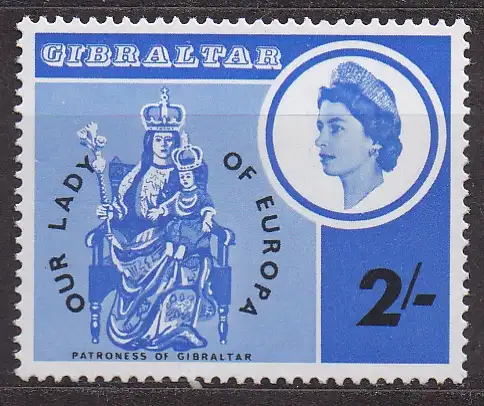 GIBRALTAR
OUR LADY
OF EUROPA
2/-
PATRONESS OF GIBRALTAR